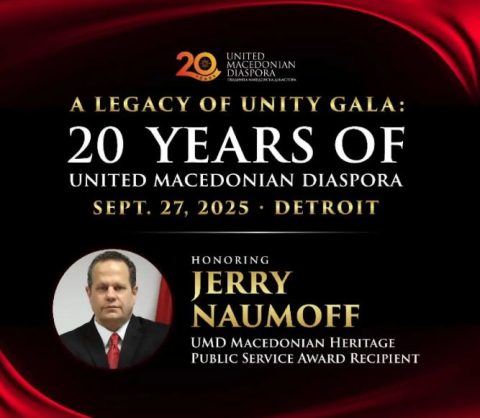 20
YEARS
UNITED
MACEDONIAN
DIASPORA
A LEGACY OF UNITY GALA:
20 YEARS OF
UNITED MACEDONIAN DIASPORA
SEPT. 27, 2025 · DETROIT
HONORING
JERRY
NAUMOFF
UMD MACEDONIAN HERITAGE
PUBLIC SERVICE AWARD RECIPIENT